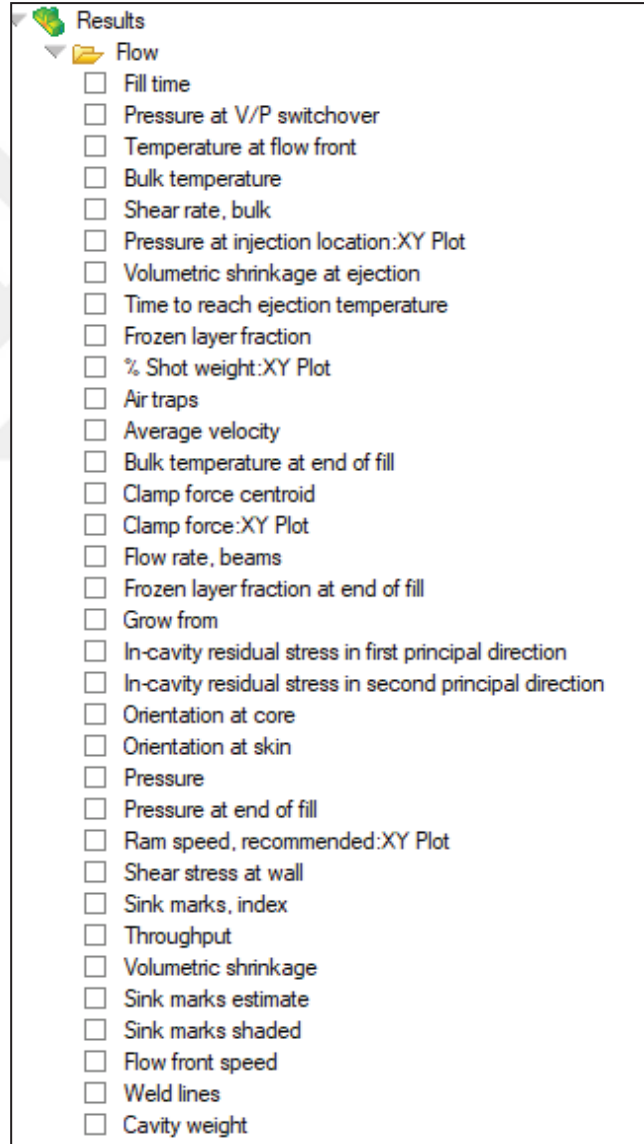 Results
Flow
Fill time
Pressure at V/P switchover
Temperature at flow front
Bulk temperature
Shear rate, bulk
Pressure at injection location:XY Plot
Volumetric shrinkage at ejection
Time to reach ejection temperature
Frozen layer fraction
% Shot weight:XY Plot
Air traps
Average velocity
Bulk temperature at end of fill
Clamp force centroid
Clamp force:XY Plot
Flow rate, beams
Frozen layer fraction at end of fill
Grow from
In-cavity residual stress in first principal direction
In-cavity residual stress in second principal direction
Orientation at core
Orientation at skin
Pressure
Pressure at end of fill
Ram speed, recommended:XY Plot
Shear stress at wall
Sink marks, index
Throughput
Volumetric shrinkage
Sink marks estimate
Sink marks shaded
Flow front speed
Weld lines
Cavity weight